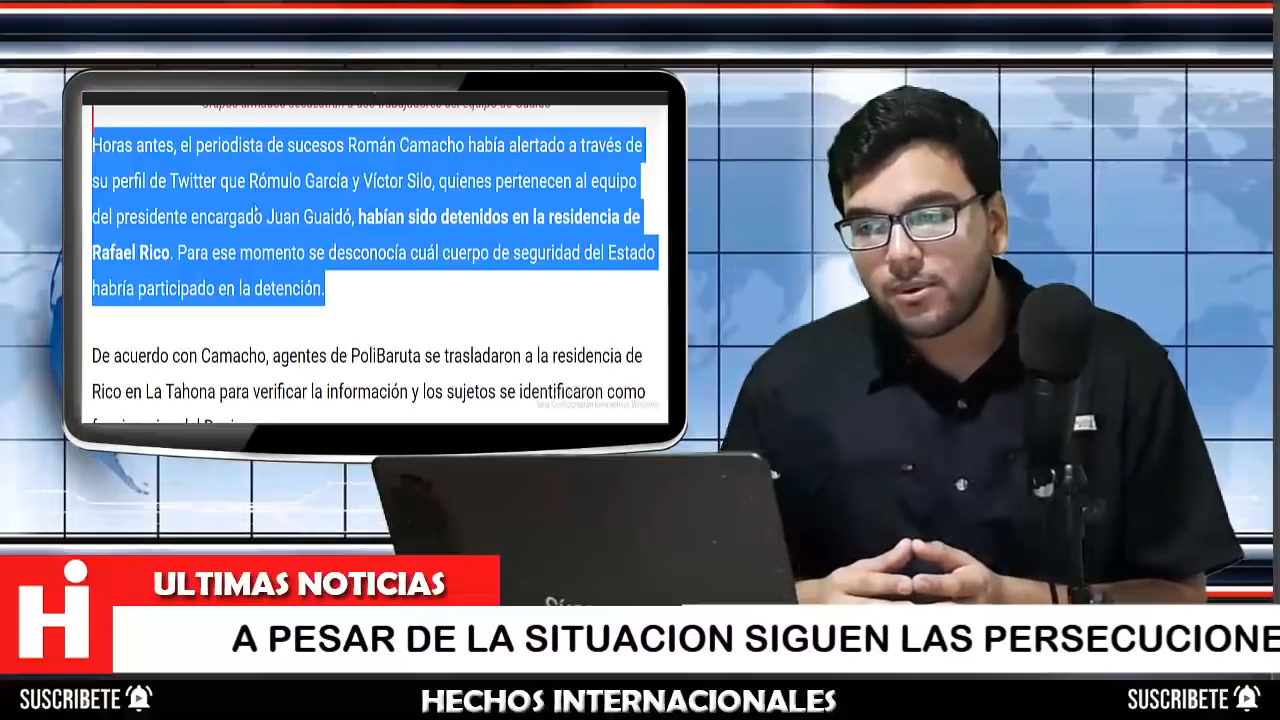 Horas antes, el periodista de sucesos Román Camacho había alertado a través de
su perfil de Twitter que Rómulo García y Víctor Silo, quienes pertenecen al equipo
del presidente encargado Juan Guaidó, habían sido detenidos en la residencia de
Rafael Rico. Para ese momento se desconocía cuál cuerpo de seguridad del Estado
habría participado en la detención.
De acuerdo con Camacho, agentes de PoliBaruta se trasladaron a la residencia de
Rico en La Tahona para verificar la información y los sujetos se identificaron como
Hi
ULTIMAS NOTICIAS
A PESAR DE LA SITUACION SIGUEN LAS PERSECUCIONE
SUSCRIBETE
HECHOS INTERNACIONALES
SUSCRIBETE